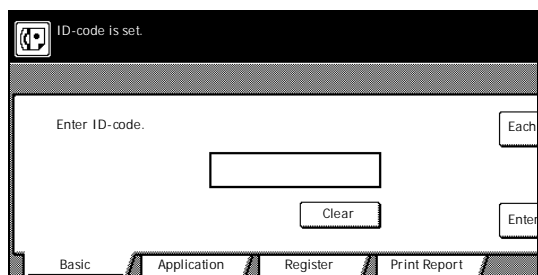 ID-code is set.
Enter ID-code.
Each
Clear
Enter
Basic Application Register Print Report